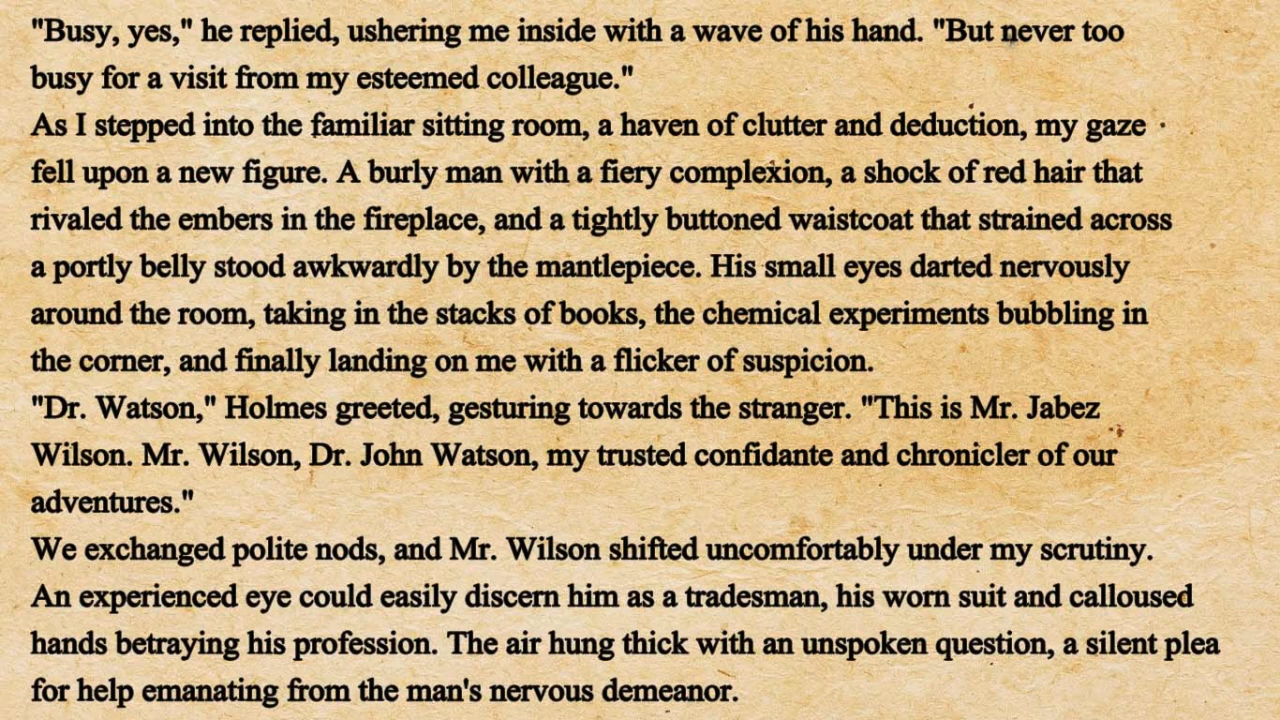 "Busy, yes," he replied, ushering me inside with a wave of his hand. "But never too
busy for a visit from my esteemed colleague."
As I stepped into the familiar sitting room, a haven of clutter and deduction, my gaze
fell upon a new figure. A burly man with a fiery complexion, a shock of red hair that
rivaled the embers in the fireplace, and a tightly buttoned waistcoat that strained across
a portly belly stood awkwardly by the mantlepiece. His small eyes darted nervously
around the room, taking in the stacks of books, the chemical experiments bubbling in
the corner, and finally landing on me with a flicker of suspicion.
"Dr. Watson," Holmes greeted, gesturing towards the stranger. "This is Mr. Jabez
Wilson. Mr. Wilson, Dr. John Watson, my trusted confidante and chronicler of our
adventures."
We exchanged polite nods, and Mr. Wilson shifted uncomfortably under my scrutiny.
An experienced eye could easily discern him as a tradesman, his worn suit and calloused
hands betraying his profession. The air hung thick with an unspoken question, a silent plea
for help emanating from the man's nervous demeanor.